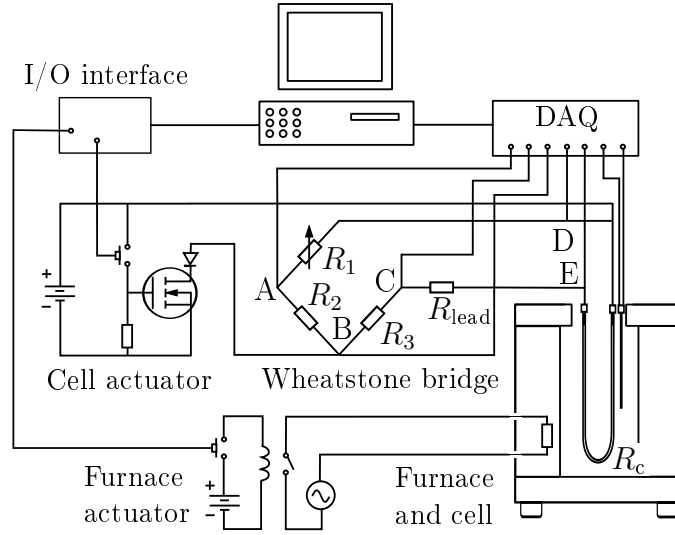 I/O interface
DAQ
D
R1
A
C
E
R2
B
R3
Rlead
+
−
Cell actuator
Wheatstone bridge
Rc
Furnace
actuator
+
−
Furnace
and cell